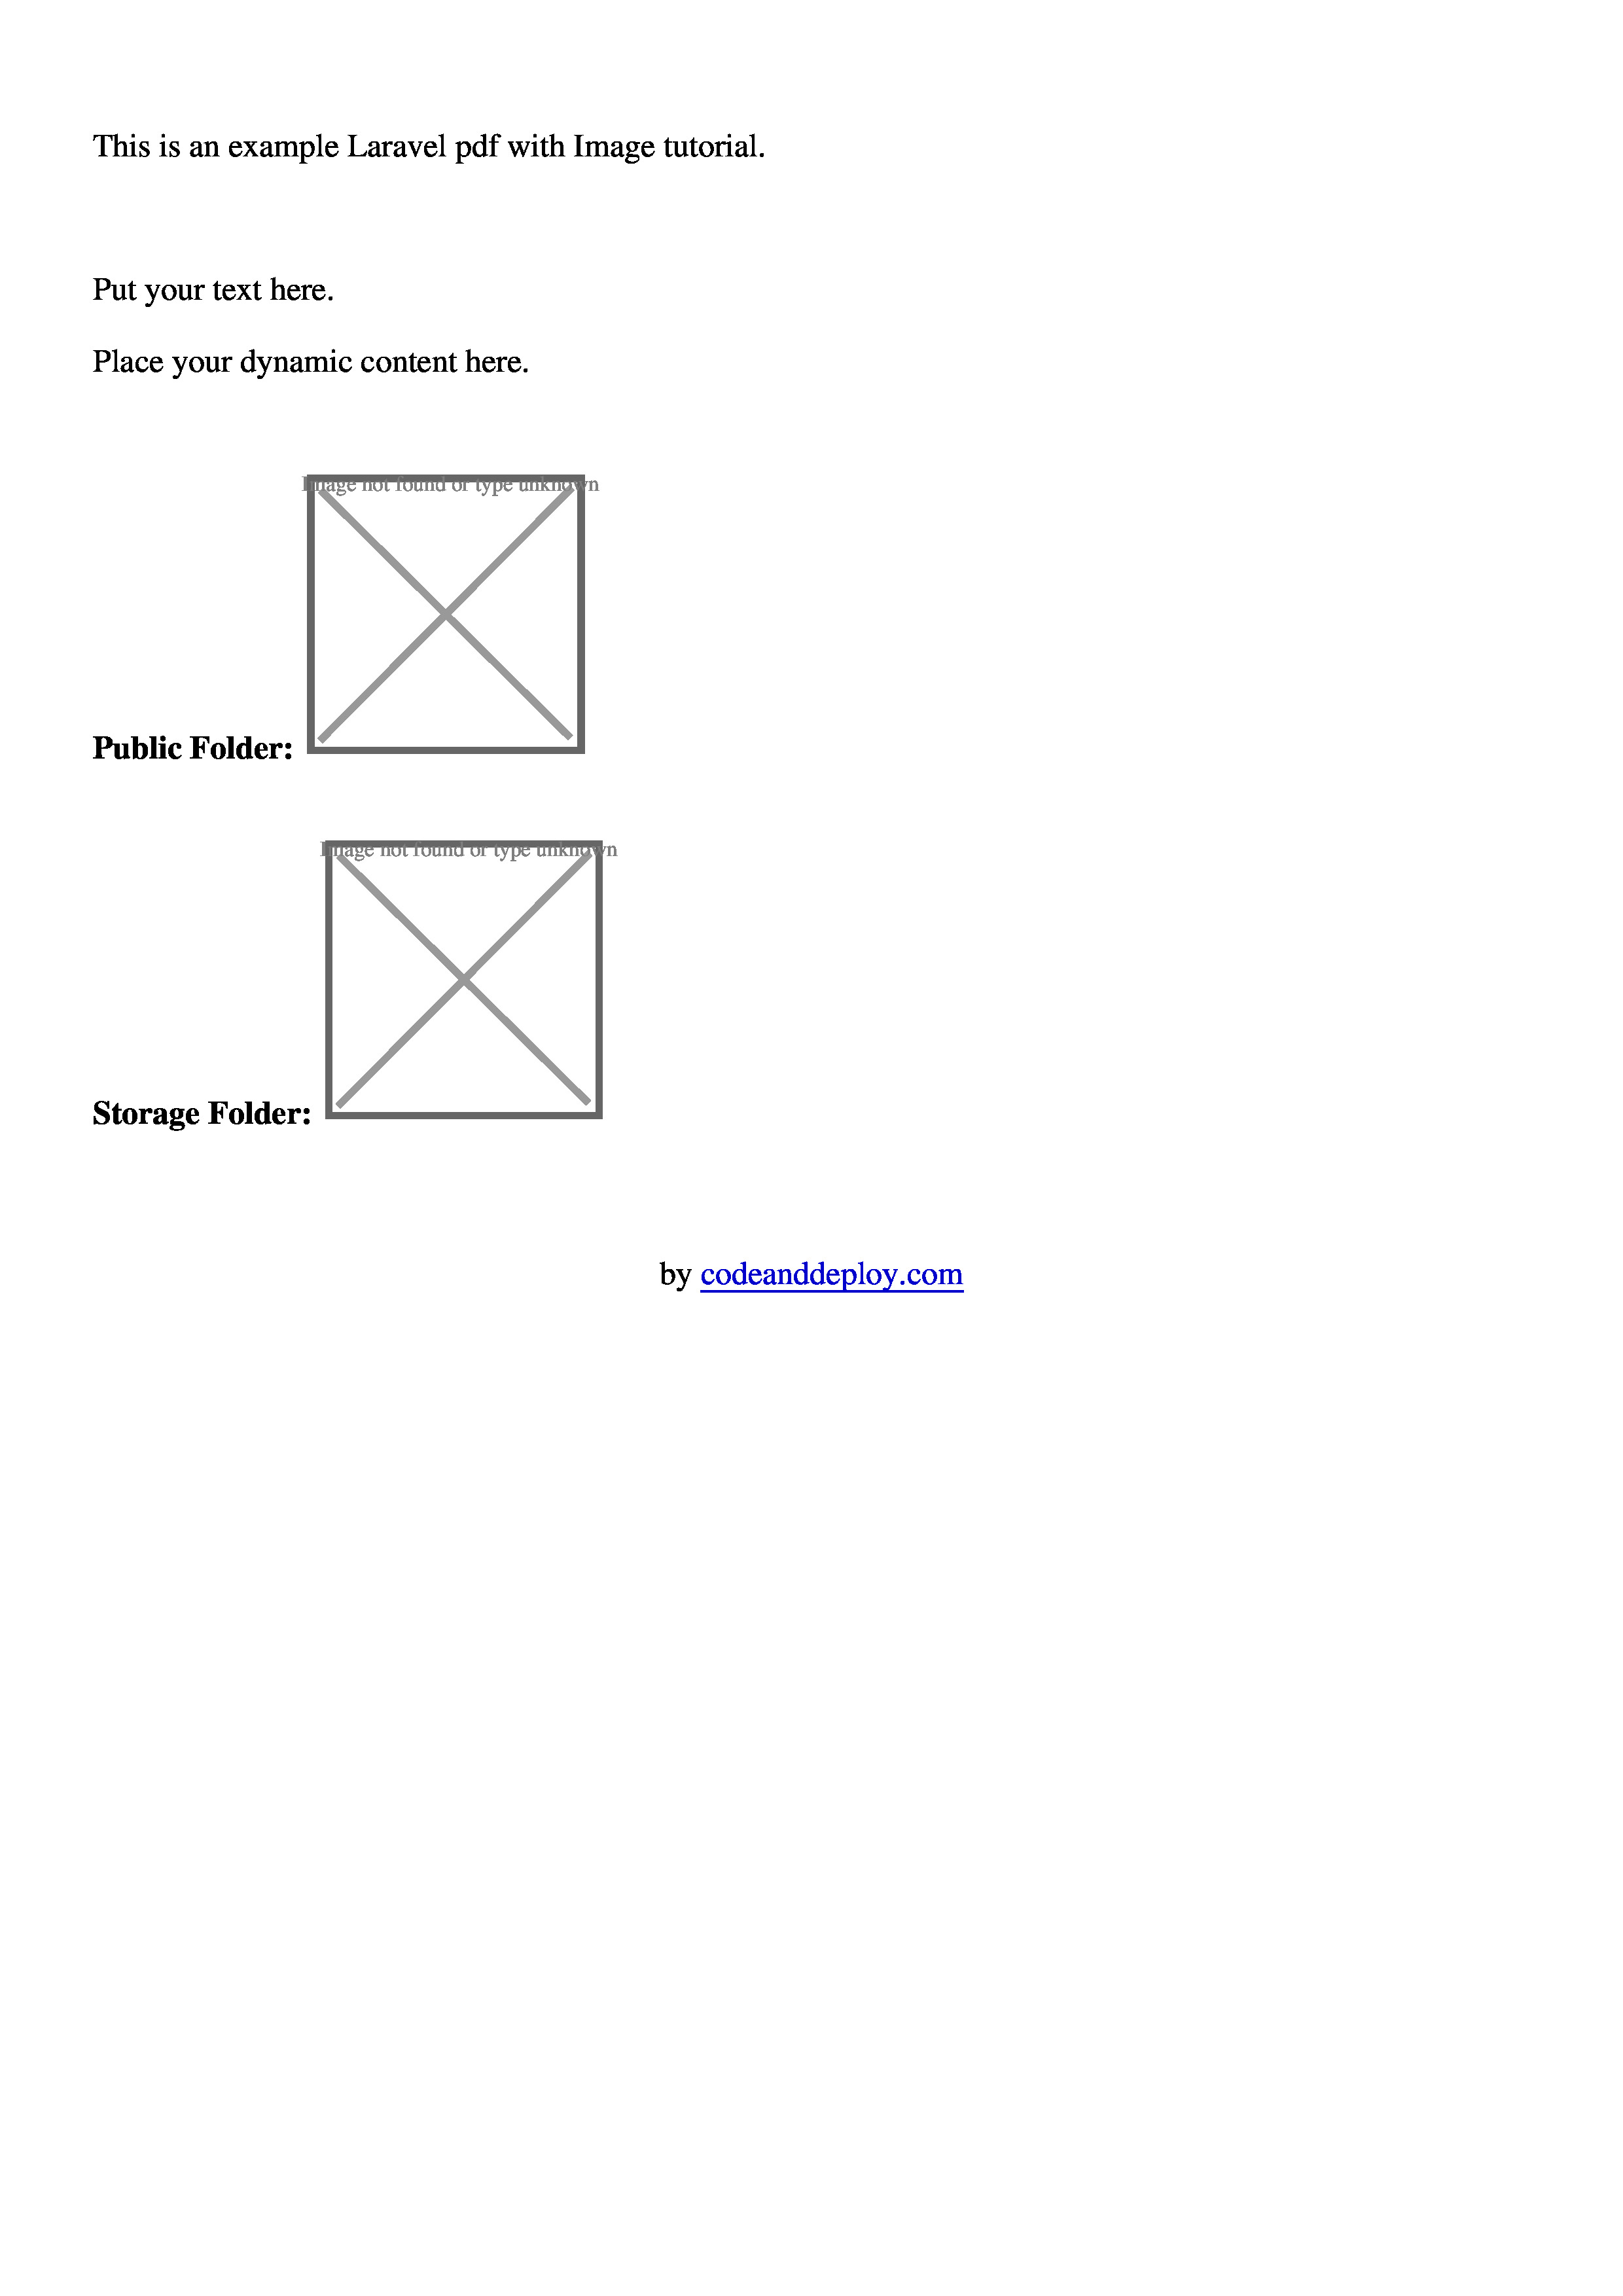 This is an example Laravel pdf with Image tutorial.
Put your text here.
Place your dynamic content here.
Image not found or type unknown
Public Folder:
Image not found or type unknown
Storage Folder:
by codeanddeploy.com